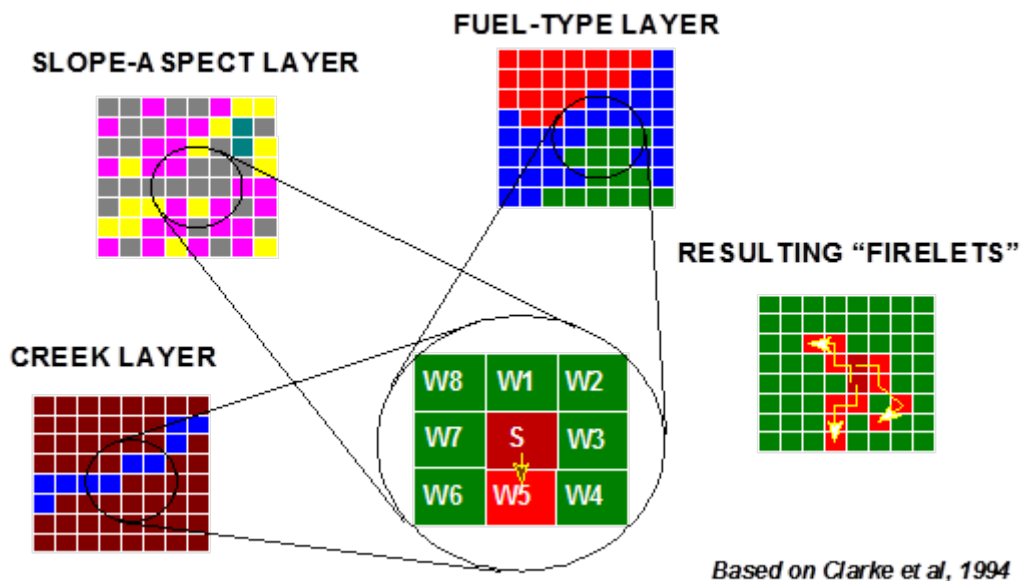 FUEL-TYPE LAYER
SLOPE-ASPECT LAYER
RESULTING “FIRELETS”
CREEK LAYER
W8 W1 W2
W7 S W3
W6 W5 W4
Based on Clarke et al, 1994